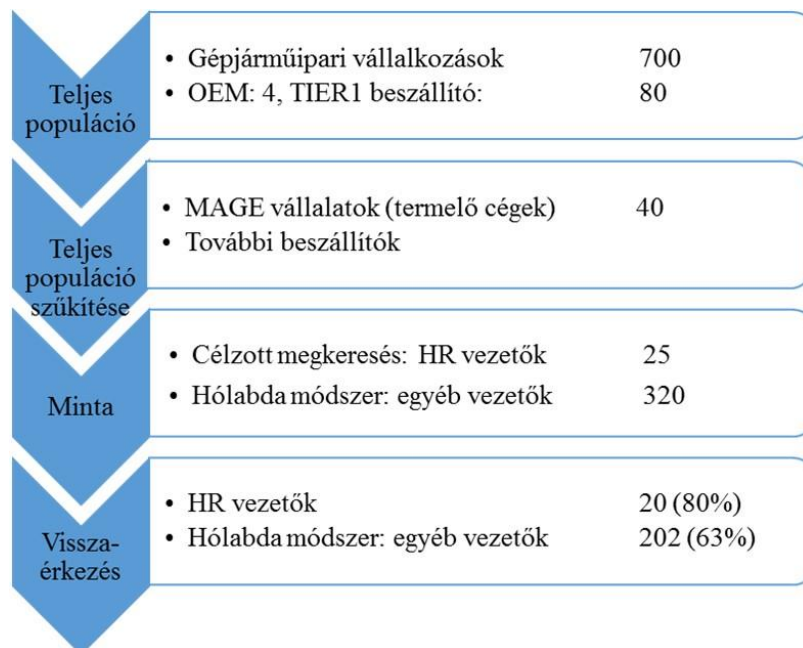 Teljes
populáció
• Gépjárműipari vállalkozások 700
• OEM: 4, TIER1 beszállító: 80
Teljes
populáció
szűkítése
• MAGE vállalatok (termelő cégek) 40
• További beszállítók
Minta
• Célzott megkeresés: HR vezetők 25
• Hólabda módszer: egyéb vezetők 320
Vissza-
érkezés
• HR vezetők 20 (80%)
• Hólabda módszer: egyéb vezetők 202 (63%)